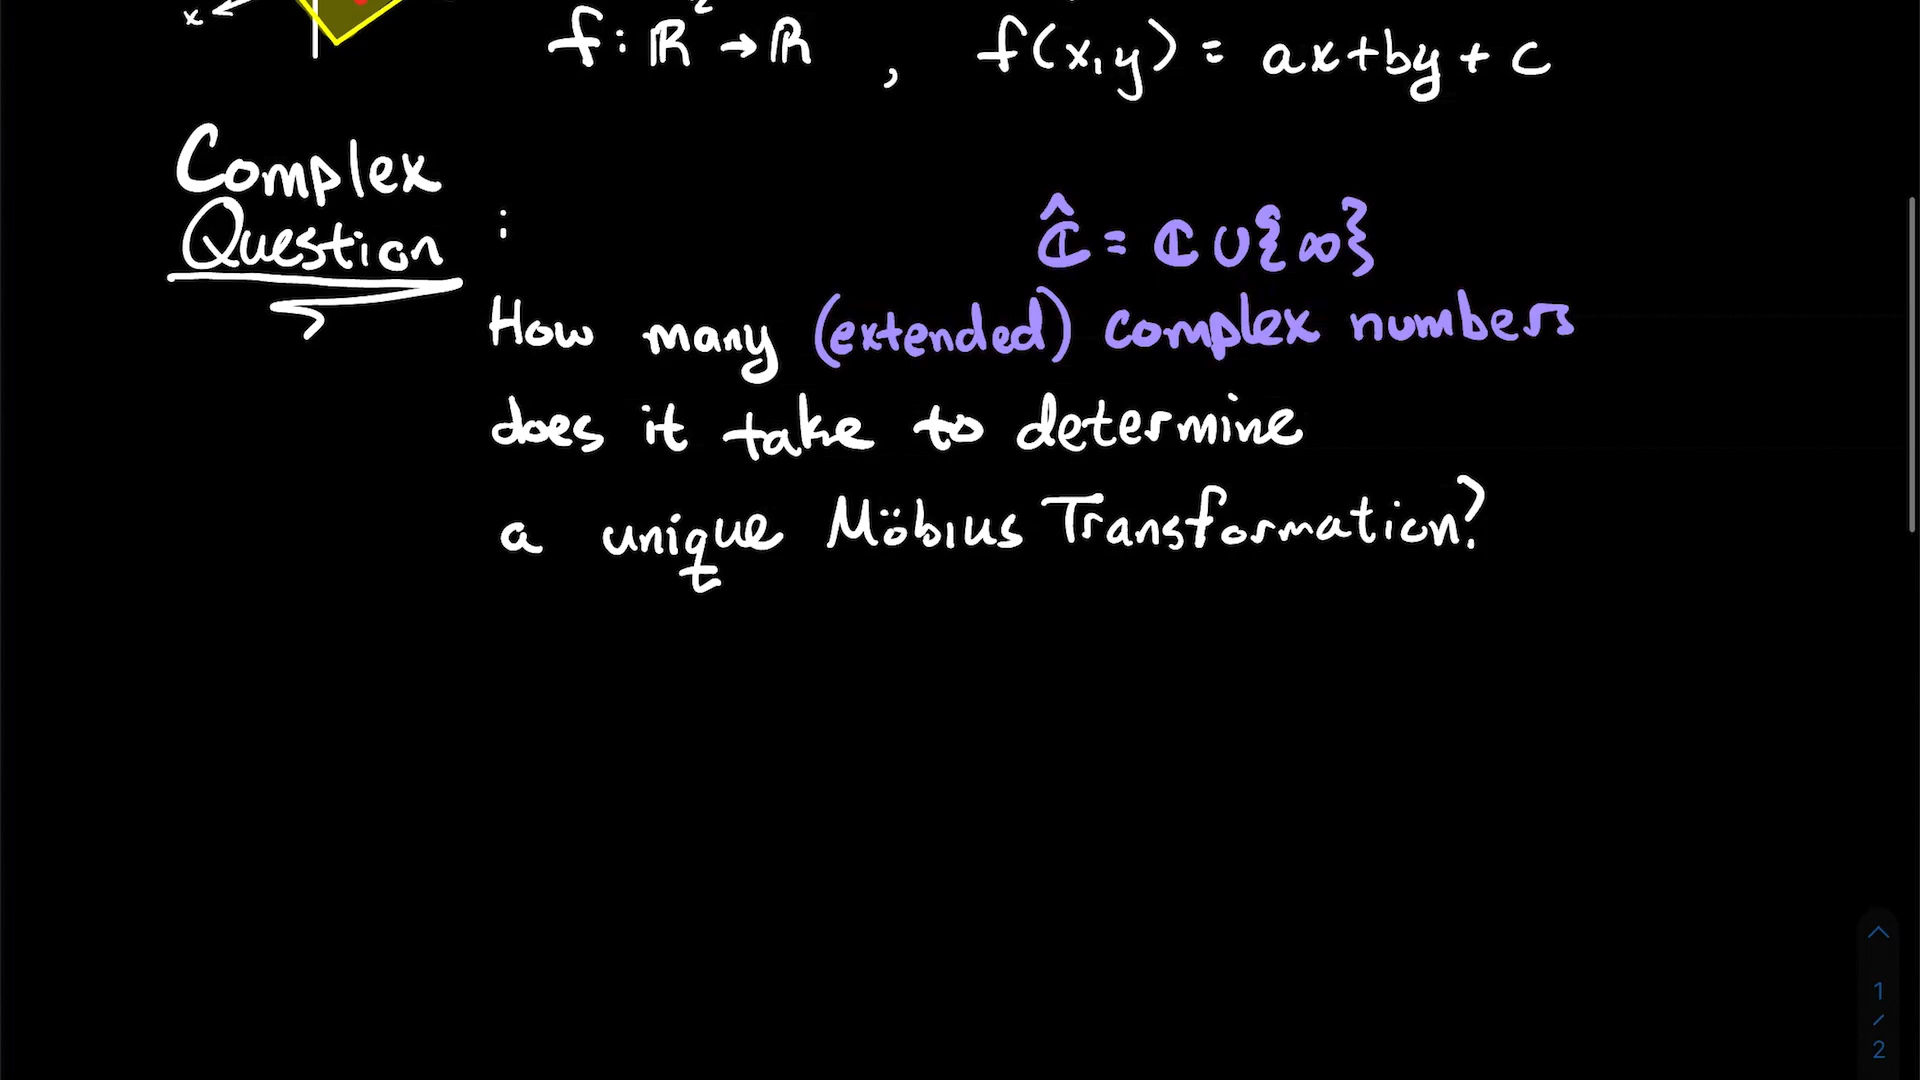 x
f: ℝ² → ℝ , f(x,y) = ax+by+c
Complex
Question :
Ĉ = ℂ ∪ {∞}
How many (extended) complex numbers
does it take to determine
a unique Möbius Transformation?
1
/
2